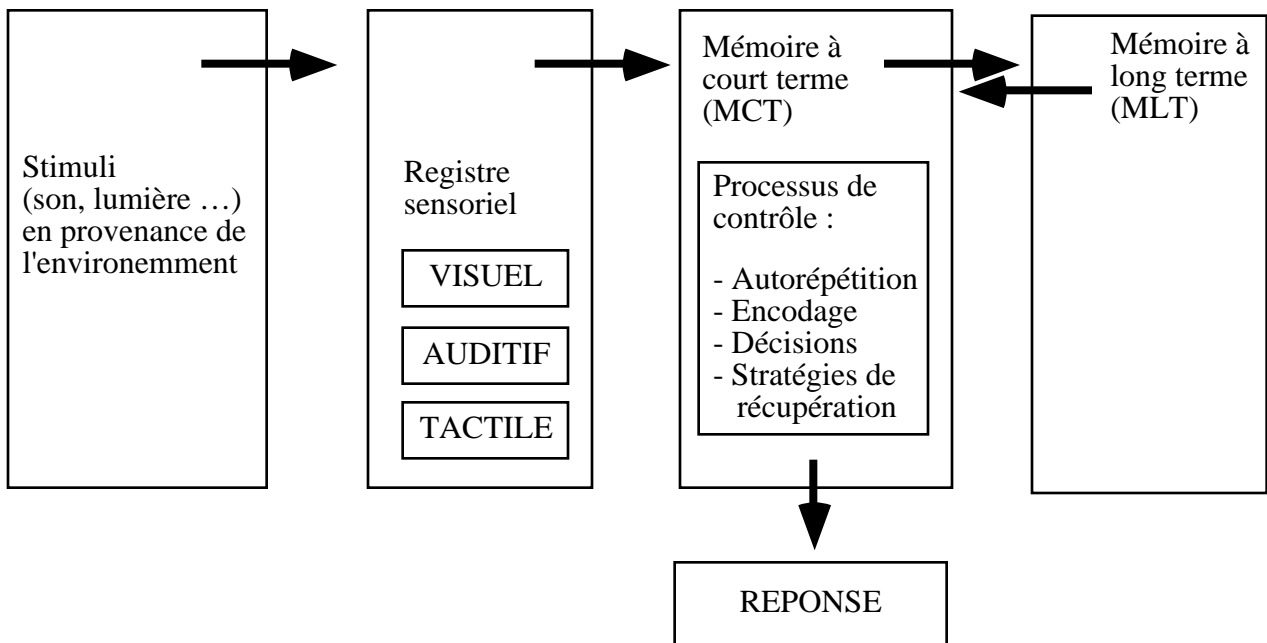 Stimuli
(son, lumière …)
en provenance de
l'environemment
Registre
sensoriel
VISUEL
AUDITIF
TACTILE
Mémoire à
court terme
(MCT)
Processus de
contrôle :
- Autorépétition
- Encodage
- Décisions
- Stratégies de
récupération
Mémoire à
long terme
(MLT)
REPONSE